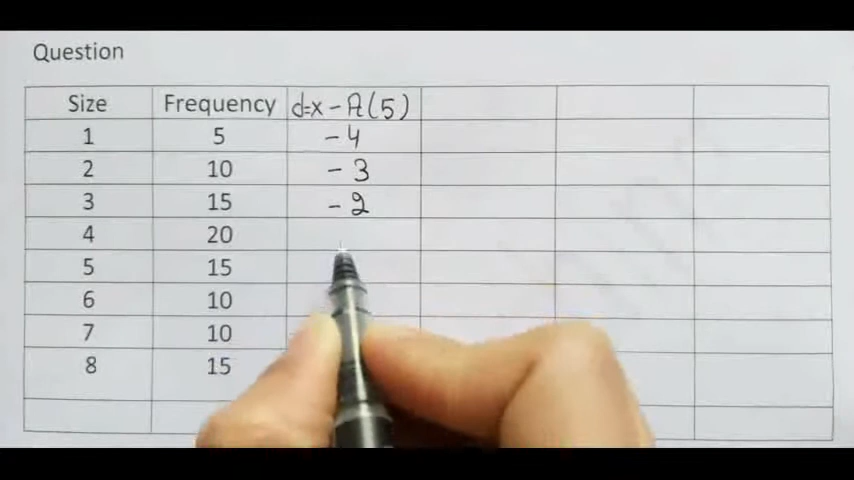 Question
Size Frequency d=x-A(5)
1 5 -4
2 10 -3
3 15 -2
4 20
5 15
6 10
7 10
8 15